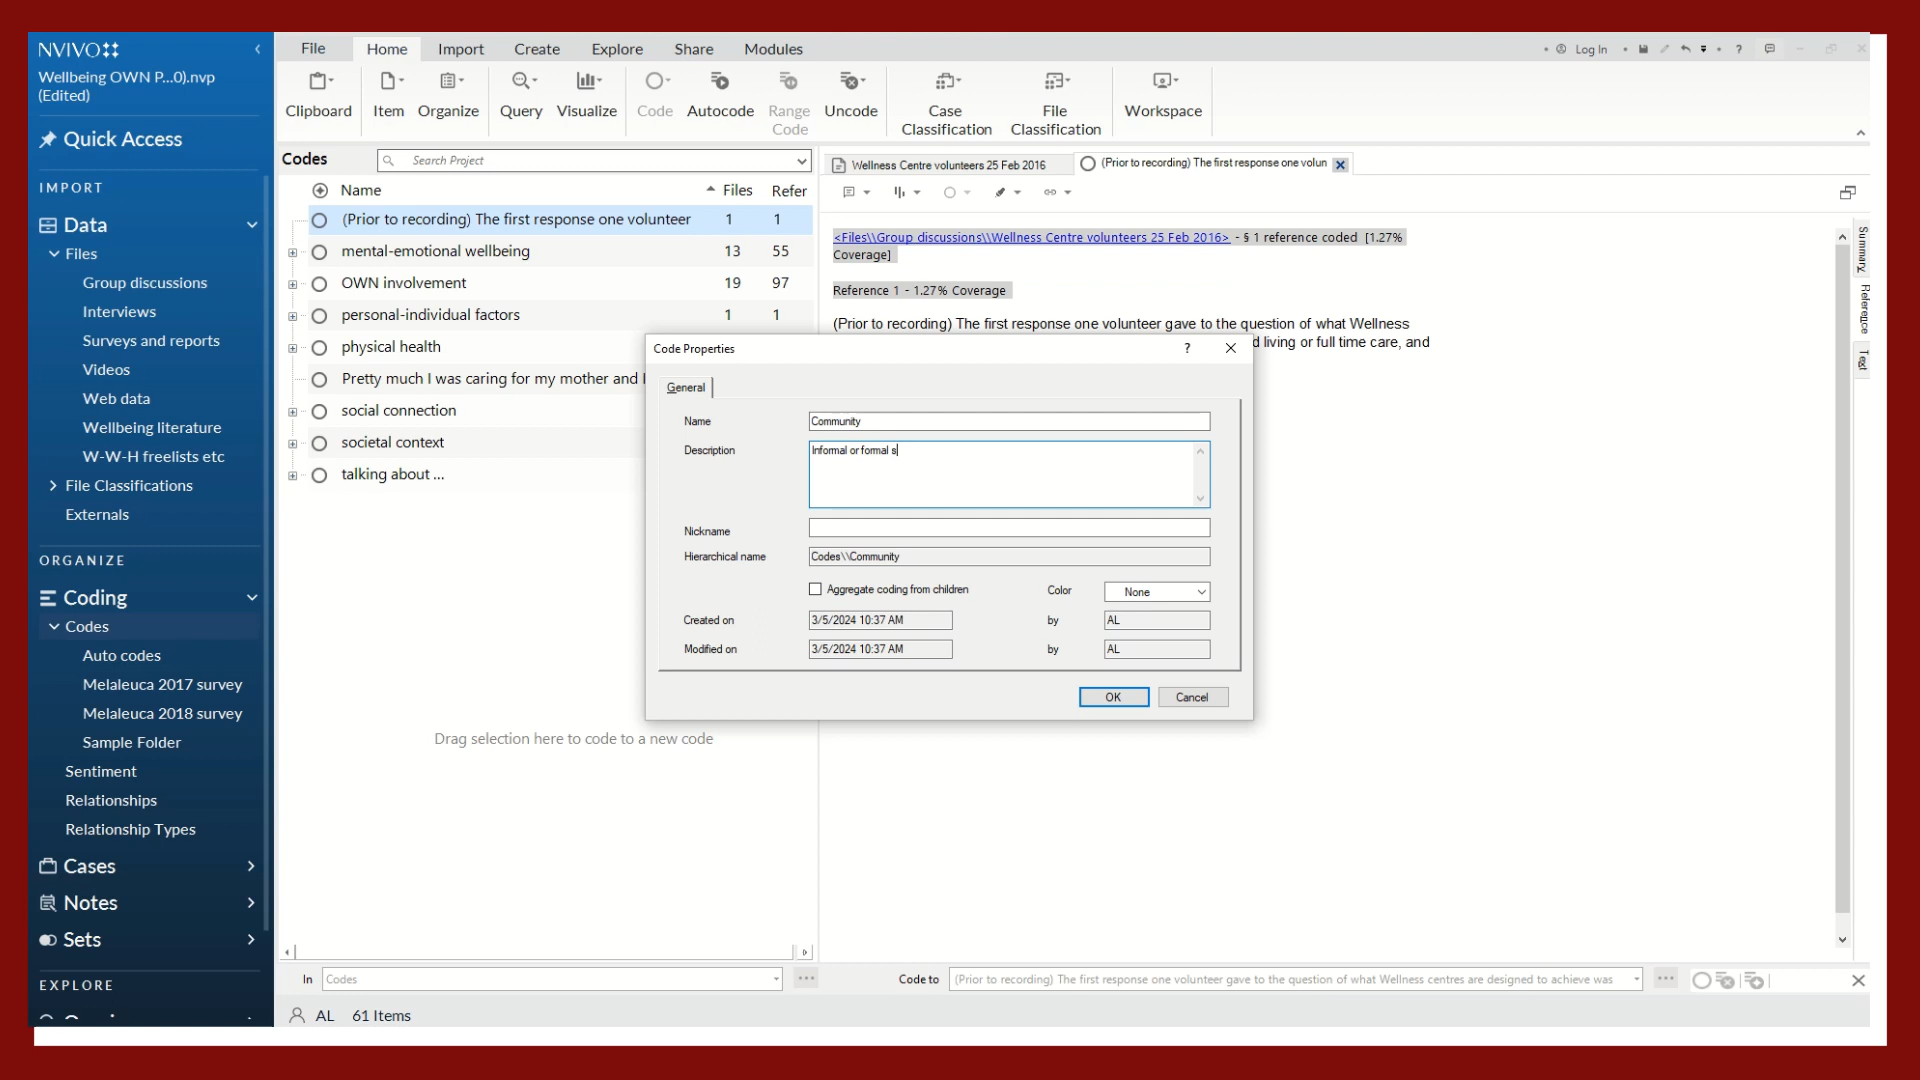 NVIVO
Wellbeing OWN P...0).nvp
(Edited)
Quick Access
IMPORT
Data
Files
Group discussions
Interviews
Surveys and reports
Videos
Web data
Wellbeing literature
W-W-H freelists etc
File Classifications
Externals
ORGANIZE
Coding
Codes
Auto codes
Melaleuca 2017 survey
Melaleuca 2018 survey
Sample Folder
Sentiment
Relationships
Relationship Types
Cases
Notes
Sets
EXPLORE
File Home Import Create Explore Share Modules
Log In
Clipboard Item Organize Query Visualize Code Autocode Range Code Uncode Case Classification File Classification Workspace
Codes Search Project
Name Files Refer
(Prior to recording) The first response one volunteer 1 1
mental-emotional wellbeing 13 55
OWN involvement 19 97
personal-individual factors 1 1
physical health
Pretty much I was caring for my mother and
social connection
societal context
talking about ...
Drag selection here to code to a new code
Wellness Centre volunteers 25 Feb 2016 (Prior to recording) The first response one volun
<Files\\Group discussions\\Wellness Centre volunteers 25 Feb 2016> - § 1 reference coded [1.27%
Coverage]
Reference 1 - 1.27% Coverage
(Prior to recording) The first response one volunteer gave to the question of what Wellness
d living or full time care, and
Summary
Reference
Text
Code Properties ?
General
Name Community
Description Informal or formal s
Nickname
Hierarchical name Codes\\Community
Aggregate coding from children Color None
Created on 3/5/2024 10:37 AM by AL
Modified on 3/5/2024 10:37 AM by AL
OK Cancel
In Codes Code to (Prior to recording) The first response one volunteer gave to the question of what Wellness centres are designed to achieve was
AL 61 Items